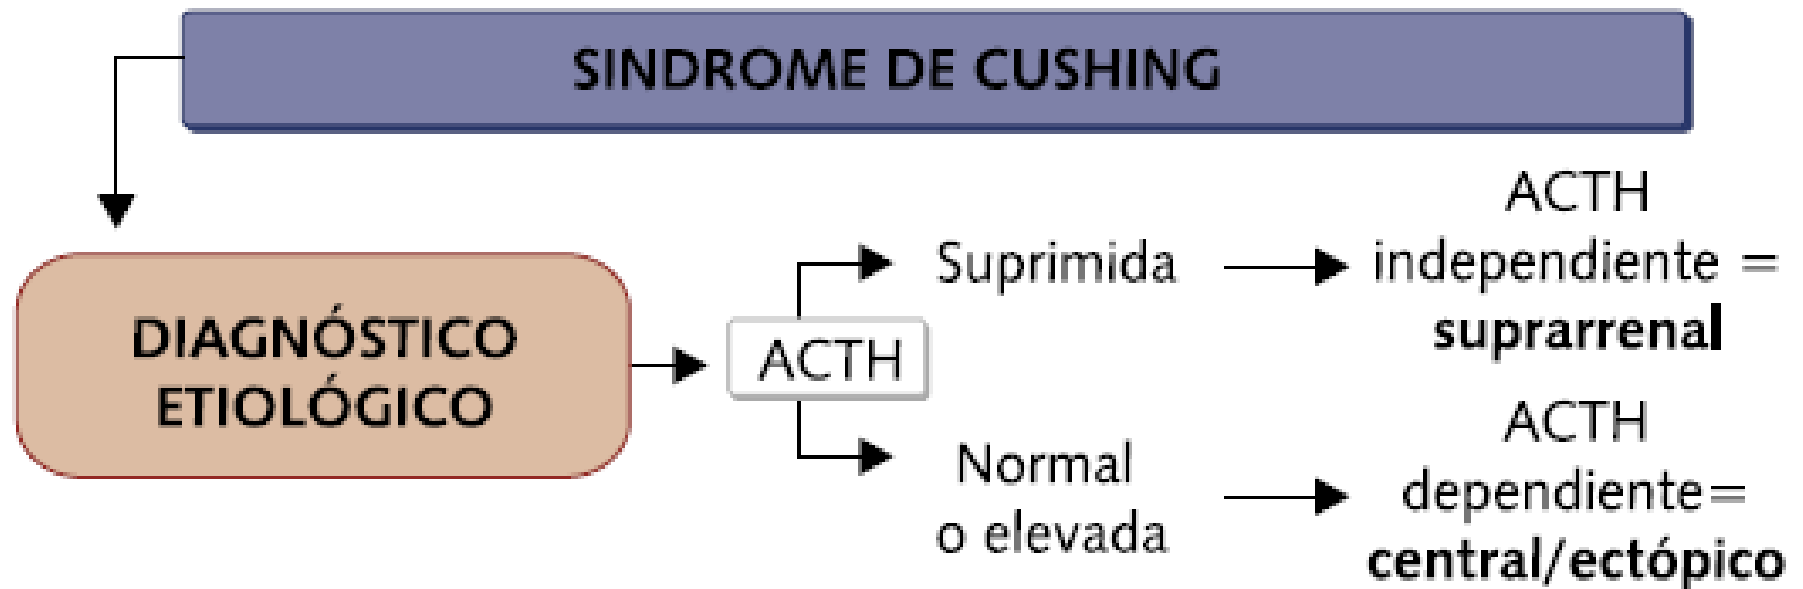 SINDROME DE CUSHING
DIAGNÓSTICO
ETIOLÓGICO
ACTH
Suprimida
ACTH
independiente =
suprarrenal
Normal
o elevada
ACTH
dependiente=
central/ectópico